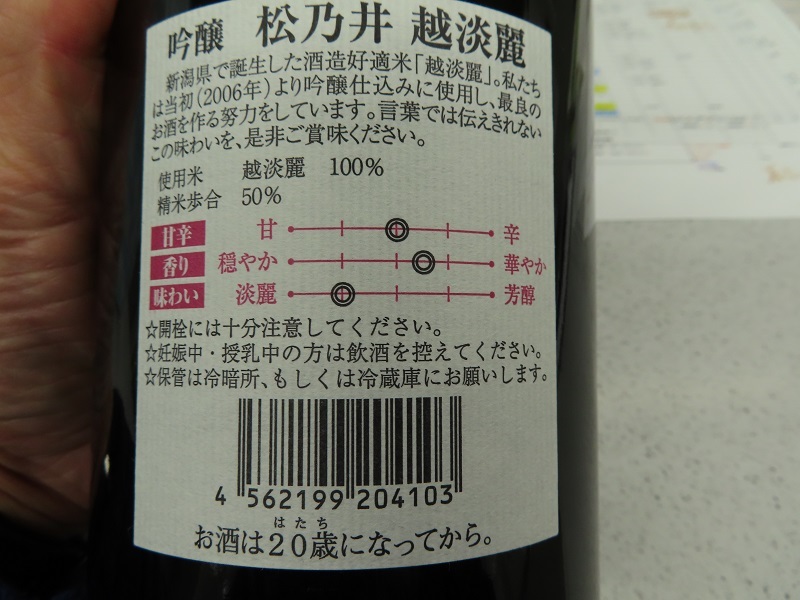 吟醸 松乃井 越淡麗
新潟県で誕生した酒造好適米「越淡麗」。私たち
は当初(2006年)より吟醸仕込みに使用し、最良の
お酒を作る努力をしています。言葉では伝えきれない
この味わいを、是非ご賞味ください。
使用米 越淡麗 100%
精米歩合 50%
甘辛 甘 辛
香り 穏やか 華やか
味わい 淡麗 芳醇
☆開栓には十分注意してください。
☆妊娠中・授乳中の方は飲酒を控えてください。
☆保管は冷暗所、もしくは冷蔵庫にお願いします。
4 562199 204103
はたち
お酒は20歳になってから。